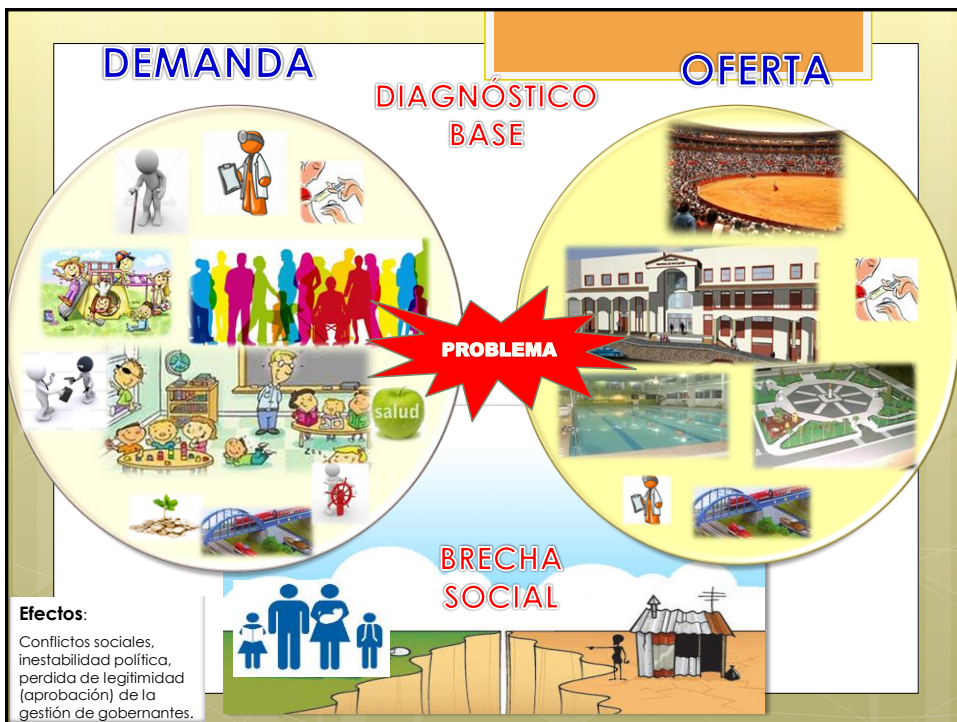 DEMANDA
OFERTA
DIAGNÓSTICO
BASE
PROBLEMA
salud
BRECHA
SOCIAL
Efectos:
Conflictos sociales,
inestabilidad política,
perdida de legitimidad
(aprobación) de la
gestión de gobernantes.